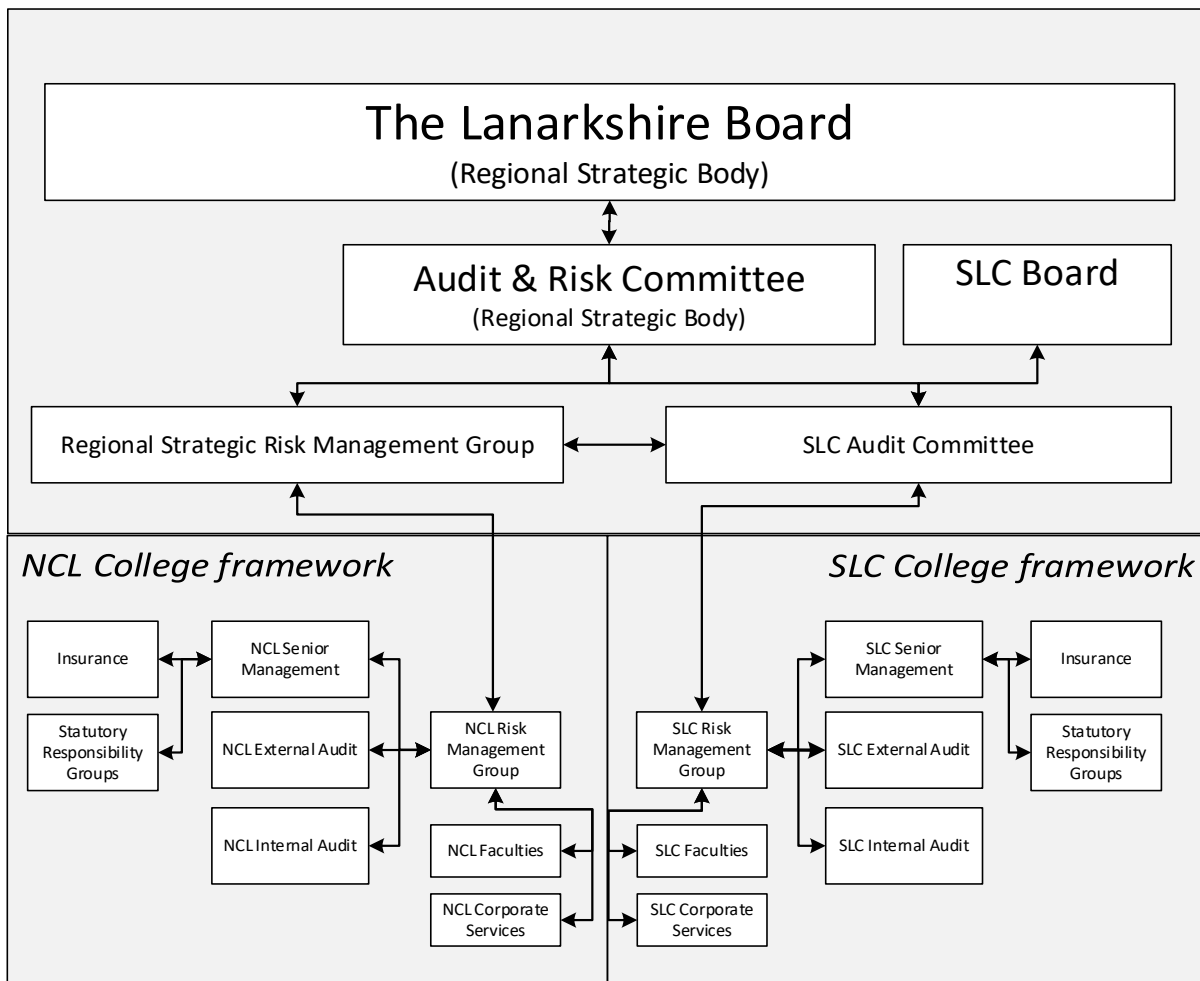 The Lanarkshire Board
(Regional Strategic Body)
Audit & Risk Committee
(Regional Strategic Body)
SLC Board
Regional Strategic Risk Management Group
SLC Audit Committee
NCL College framework
Insurance
NCL Senior
Management
Statutory
Responsibility
Groups
NCL External Audit
NCL Risk
Management
Group
NCL Internal Audit
NCL Faculties
NCL Corporate
Services
SLC College framework
SLC Senior
Management
Insurance
SLC Risk
Management
Group
SLC External Audit
Statutory
Responsibility
Groups
SLC Faculties
SLC Internal Audit
SLC Corporate
Services